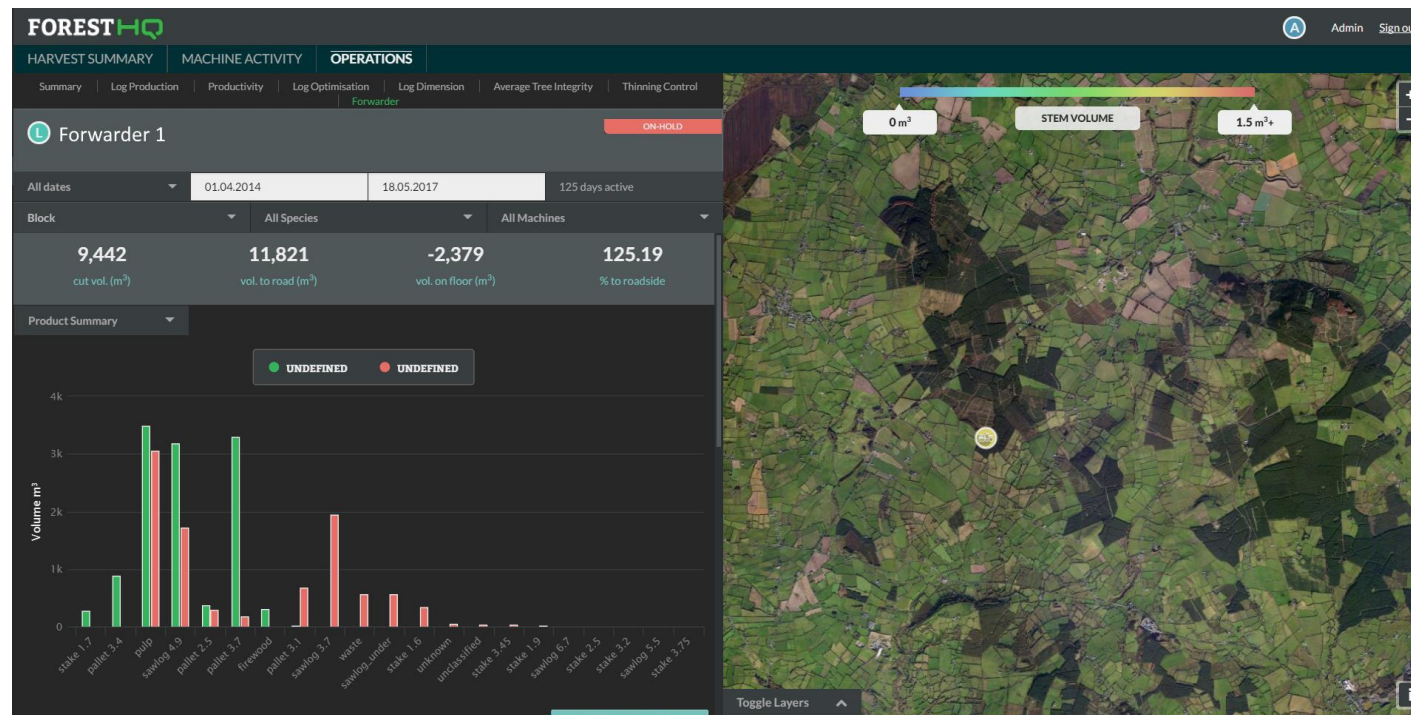 FOREST HQ
A Admin Sign ou
HARVEST SUMMARY MACHINE ACTIVITY OPERATIONS
Summary Log Production Productivity Log Optimisation Log Dimension Average Tree Integrity Thinning Control
Forwarder
L Forwarder 1
ON-HOLD
All dates 01.04.2014 18.05.2017 125 days active
Block All Species All Machines
9,442 11,821 -2,379 125.19
cut vol. (m³) vol. to road (m³) vol. on floor (m³) % to roadside
Product Summary
UNDEFINED UNDEFINED
Volume m³
4k
3k
2k
1k
0
stake 1.7
pallet 3.4
pulp
sawlog 4.9
pallet 2.5
pallet 3.7
firewood
pallet 3.1
sawlog 3.7
waste
sawlog_under
stake 1.6
unknown
unclassified
stake 3.45
stake 1.9
sawlog 6.7
stake 2.5
stake 3.2
sawlog 5.5
stake 3.75
0 m³ STEM VOLUME 1.5 m³+
+
−
Toggle Layers
i